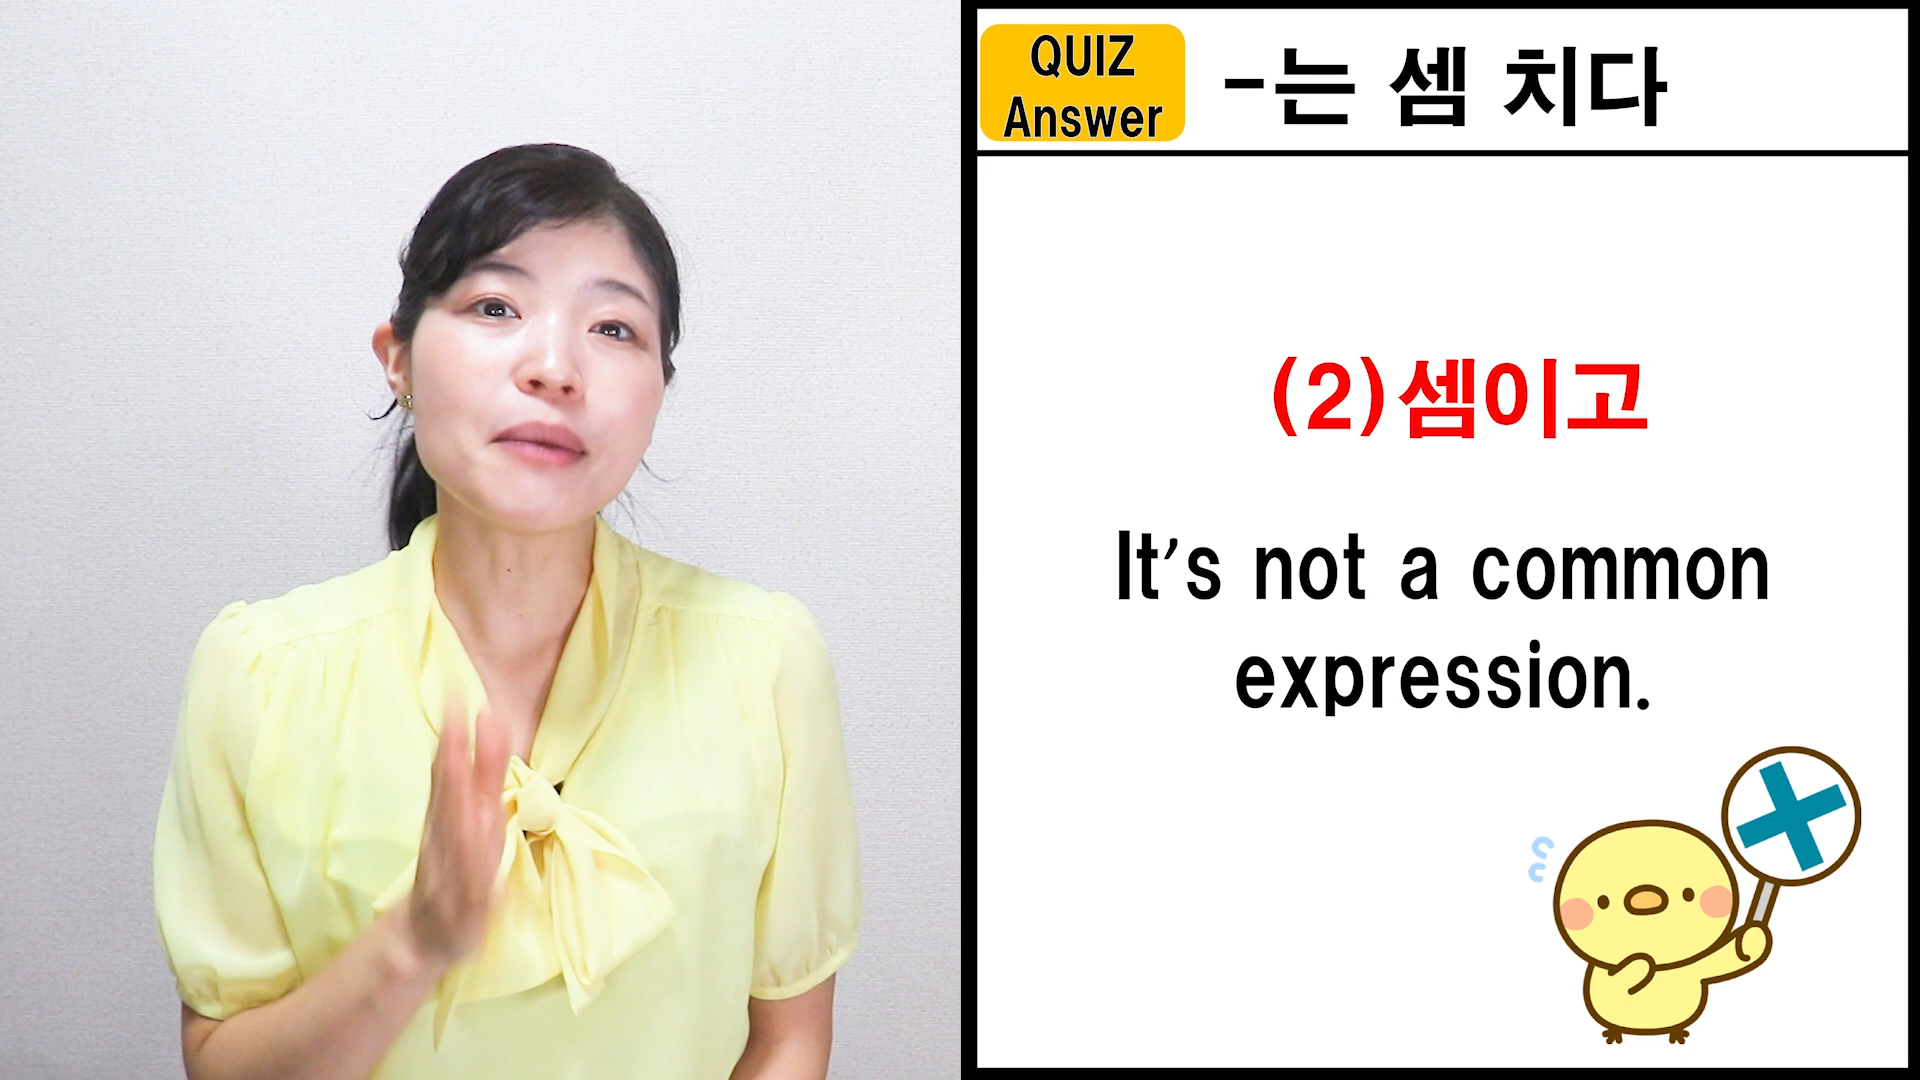 QUIZ
Answer
-는 셈 치다
(2)셈이고
It's not a common
expression.